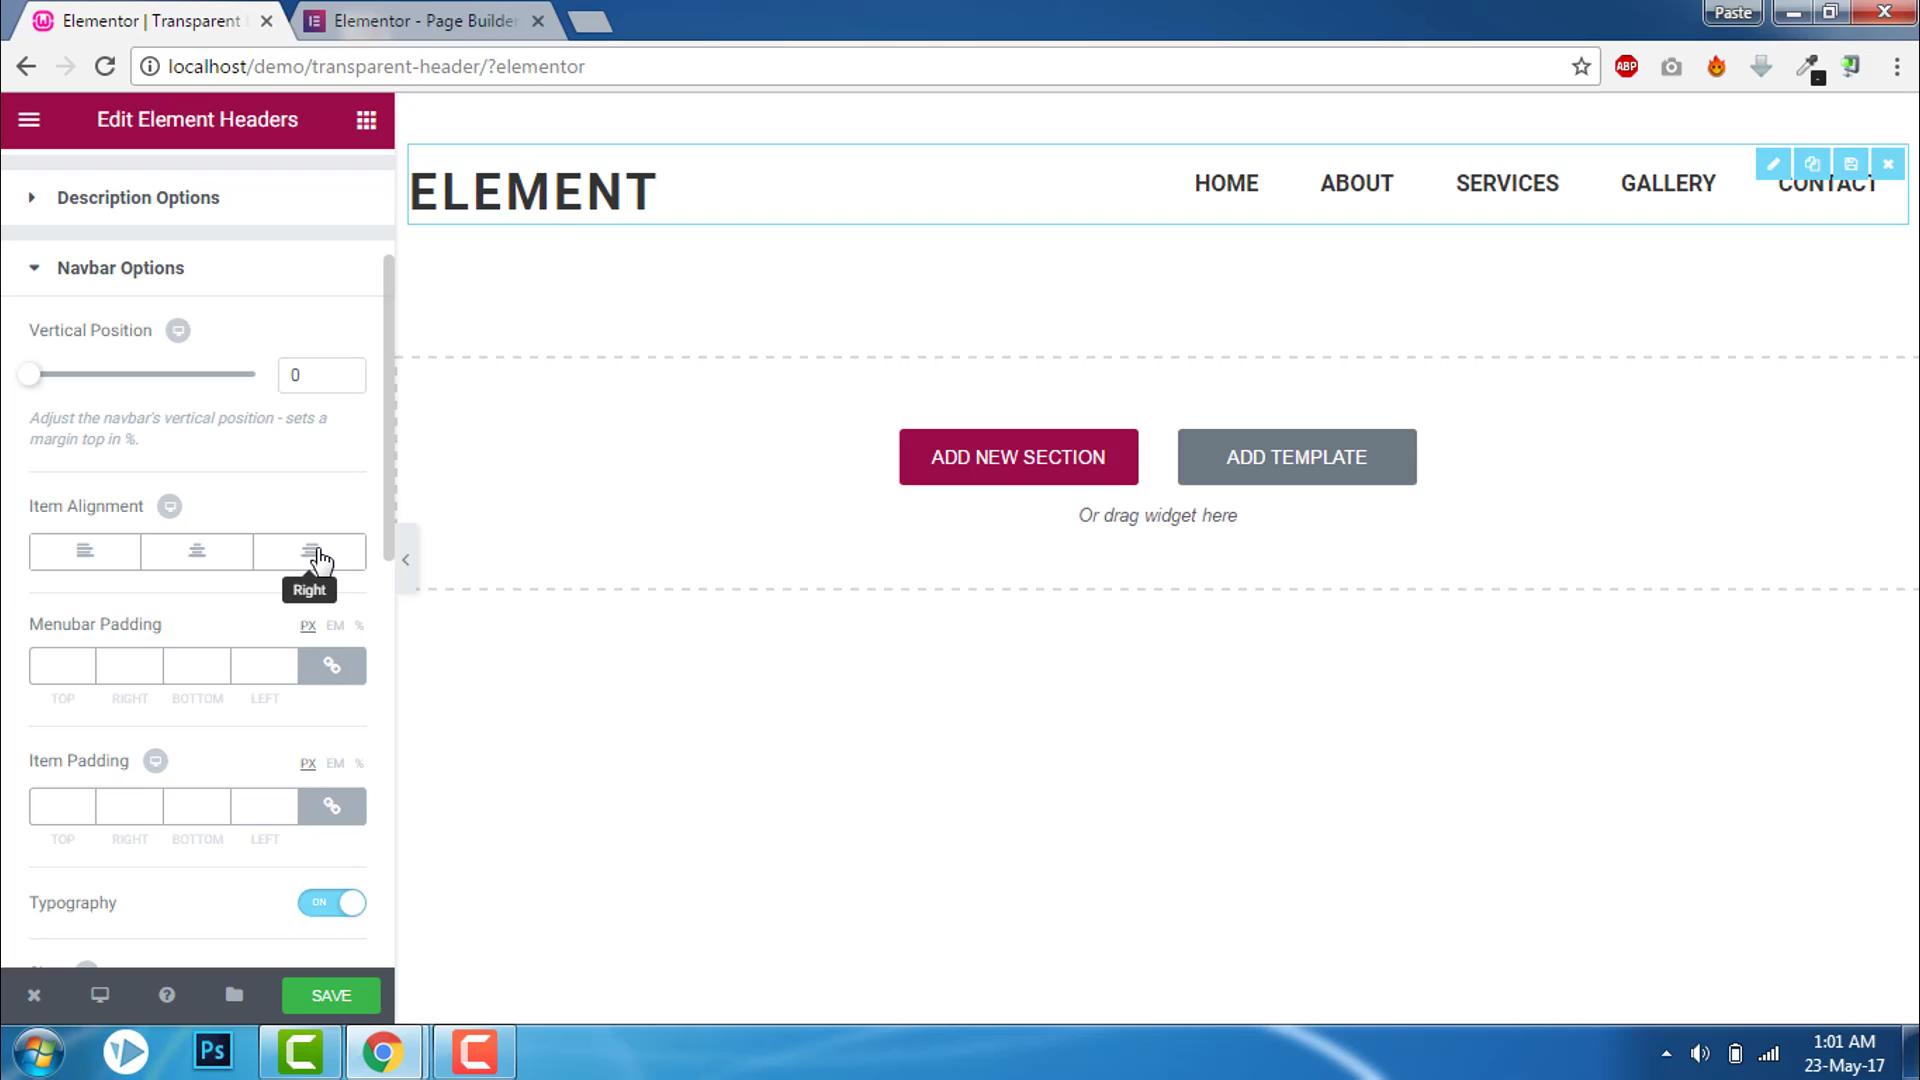 Elementor | Transparent
Elementor - Page Builder
Paste
localhost/demo/transparent-header/?elementor
ABP
Edit Element Headers
Description Options
Navbar Options
Vertical Position
0
Adjust the navbar's vertical position - sets a
margin top in %.
Item Alignment
Right
Menubar Padding
PX EM %
TOP RIGHT BOTTOM LEFT
Item Padding
PX EM %
TOP RIGHT BOTTOM LEFT
Typography
ON
SAVE
ELEMENT
HOME ABOUT SERVICES GALLERY CONTACT
ADD NEW SECTION
ADD TEMPLATE
Or drag widget here
Ps
1:01 AM
23-May-17